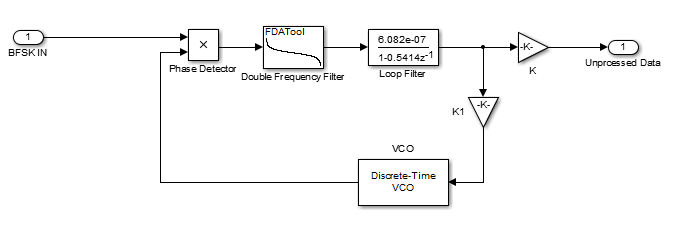 1
BFSK IN
×
Phase Detector
FDATool
Double Frequency Filter
6.082e-07
1-0.5414z-1
Loop Filter
-K-
K
1
Unprcessed Data
-K-
K1
VCO
Discrete-Time
VCO